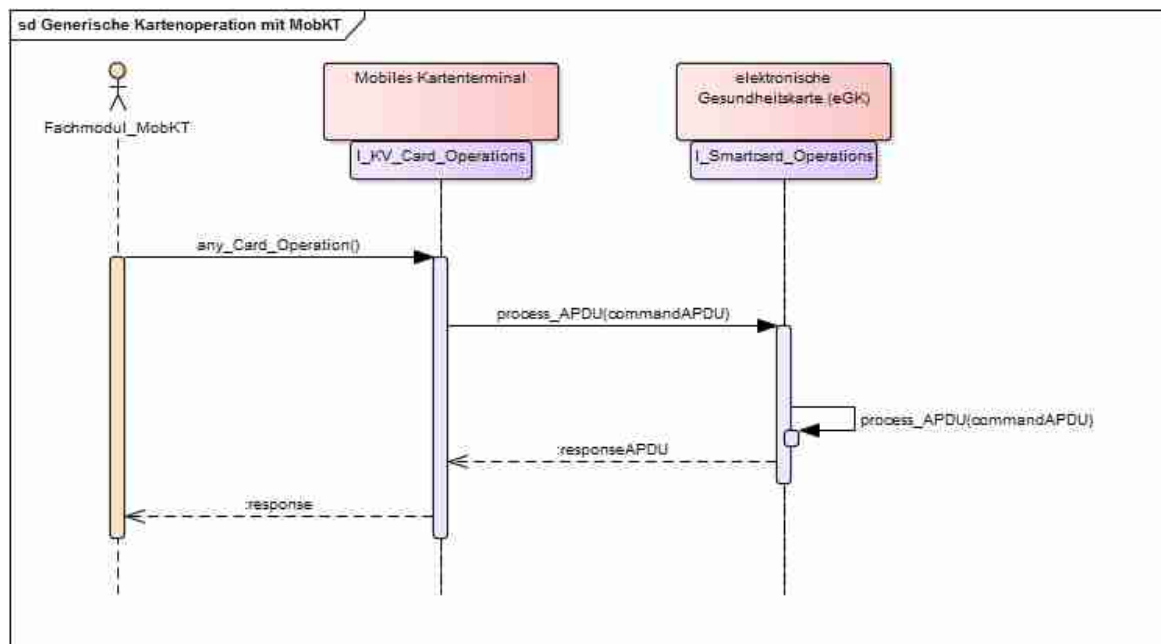 sd Generische Kartenoperation mit MobKT
Fachmodul_MobKT
Mobiles Kartenterminal
I_KV_Card_Operations
elektronische
Gesundheitskarte (eGK)
I_Smartcard_Operations
any_Card_Operation()
process_APDU(commandAPDU)
process_APDU(commandAPDU)
:responseAPDU
:response